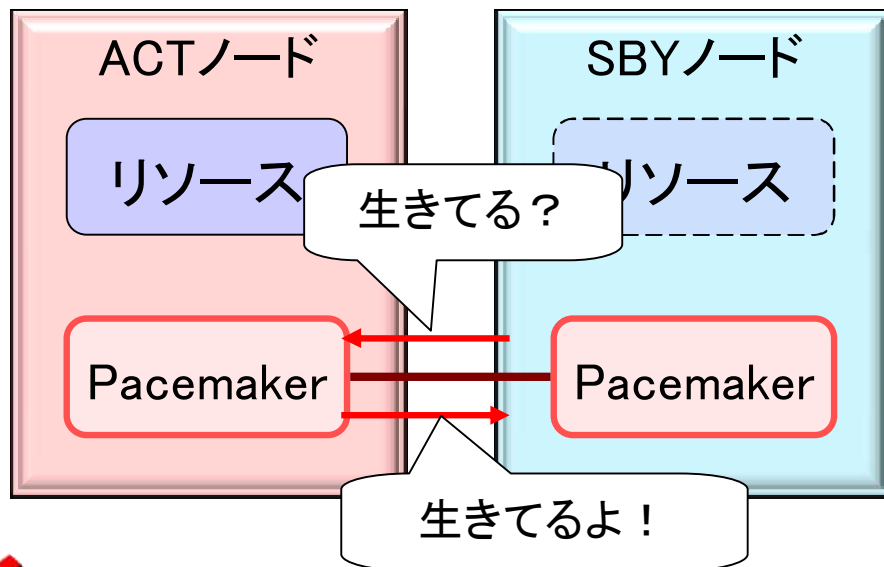 ACTノード
SBYノード
リソース
リソース
生きてる？
Pacemaker
Pacemaker
生きてるよ！